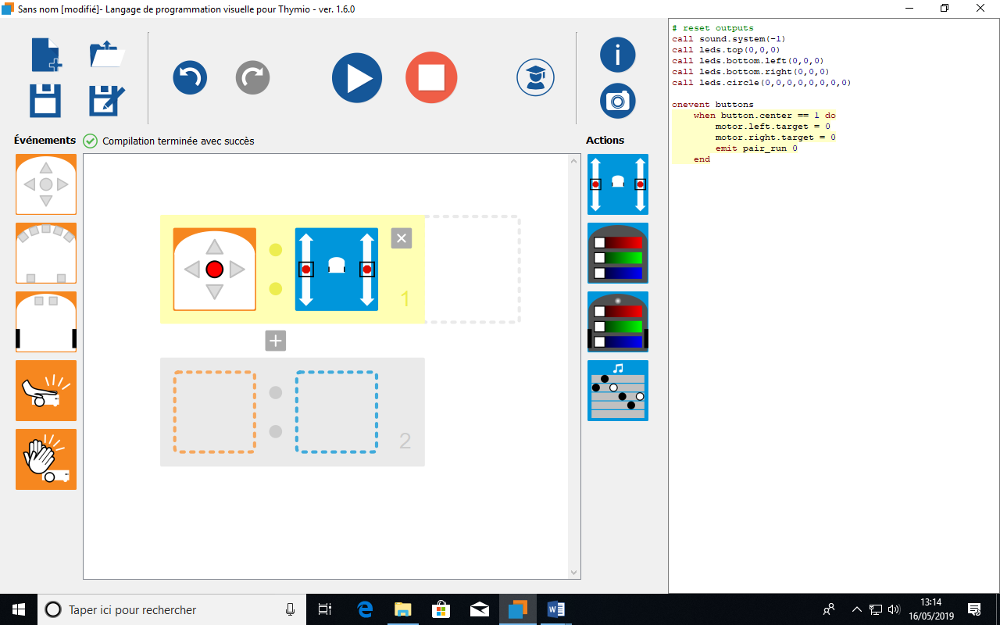 Sans nom [modifié]- Langage de programmation visuelle pour Thymio - ver. 1.6.0
Événements
Compilation terminée avec succès
Actions
1
2
# reset outputs
call sound.system(-1)
call leds.top(0,0,0)
call leds.bottom.left(0,0,0)
call leds.bottom.right(0,0,0)
call leds.circle(0,0,0,0,0,0,0,0)
onevent buttons
when button.center == 1 do
motor.left.target = 0
motor.right.target = 0
emit pair_run 0
end
Taper ici pour rechercher
13:14
16/05/2019